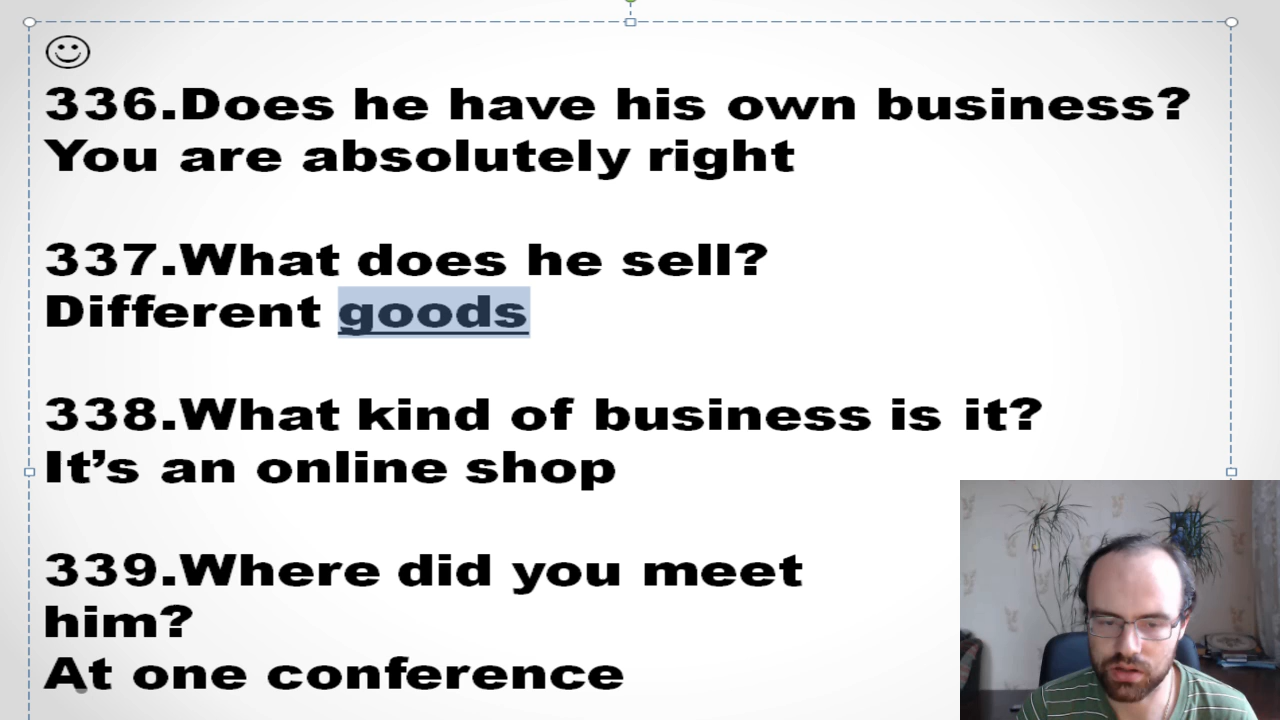 336.Does he have his own business?
You are absolutely right
337.What does he sell?
Different goods
338.What kind of business is it?
It’s an online shop
339.Where did you meet
him?
At one conference